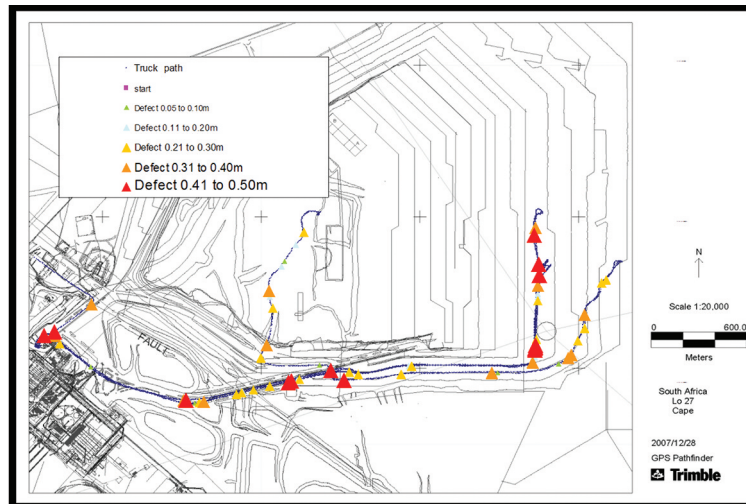 Truck path
start
Defect 0.05 to 0.10m
Defect 0.11 to 0.20m
Defect 0.21 to 0.30m
Defect 0.31 to 0.40m
Defect 0.41 to 0.50m
FAULT
N
Scale 1:20,000
0 600.0
Meters
South Africa
Lo 27
Cape
2007/12/28
GPS Pathfinder
Trimble